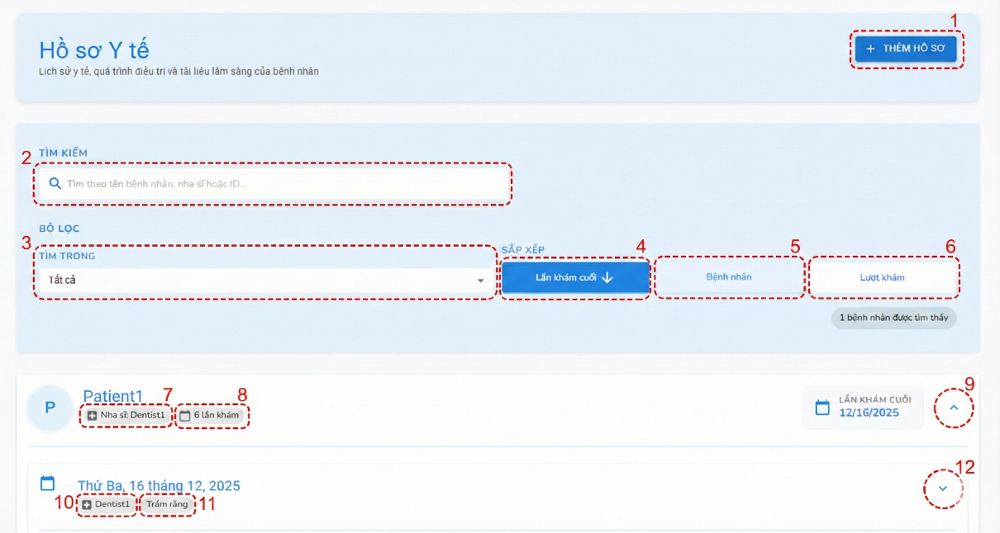 1
Hồ sơ Y tế
+ THÊM HỒ SƠ
Lịch sử y tế, quá trình điều trị và tài liệu lâm sàng của bệnh nhân
TÌM KIẾM
2
Tìm theo tên bệnh nhân, nha sĩ hoặc ID...
BỘ LỌC
3
TÌM TRONG
SẮP XẾP
4
5
6
Tất cả
Lần khám cuối ↓
Bệnh nhân
Lượt khám
1 bệnh nhân được tìm thấy
P
Patient1
7
8
Nha sĩ: Dentist1
6 lần khám
LẦN KHÁM CUỐI
12/16/2025
9
Thứ Ba, 16 tháng 12, 2025
12
10
Dentist1
Trám răng
11